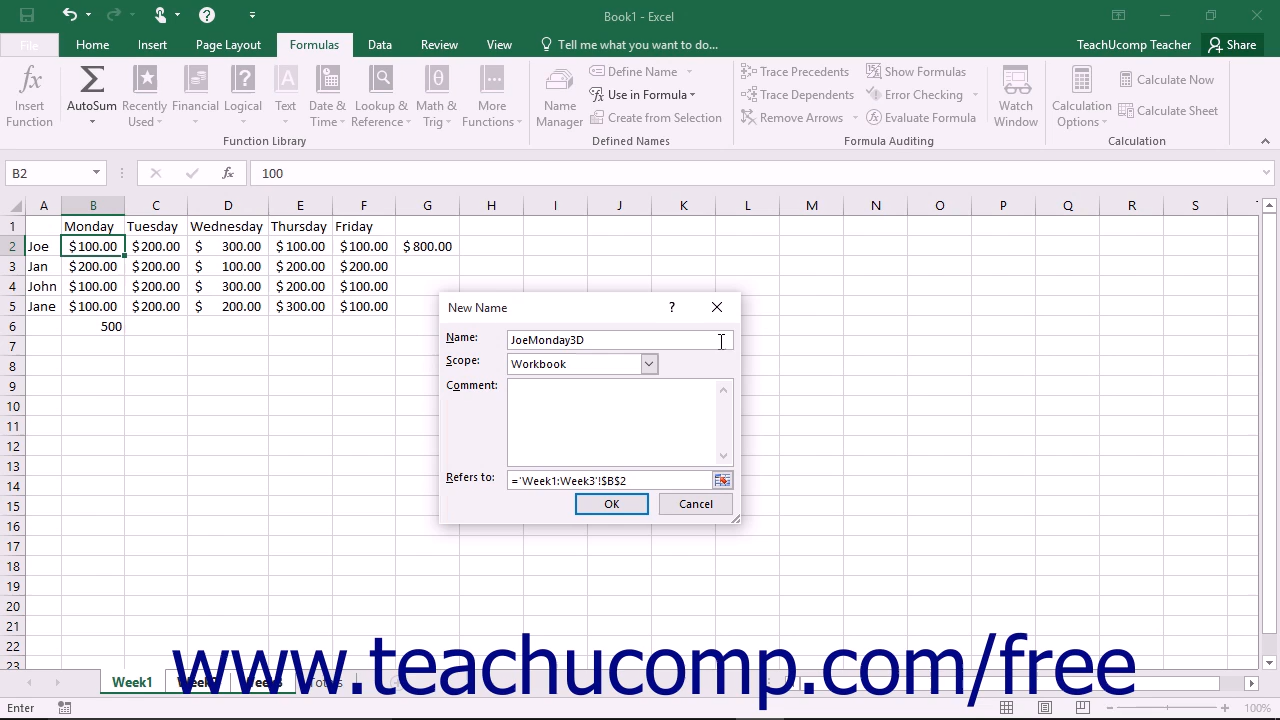 Book1 - Excel
File Home Insert Page Layout Formulas Data Review View Tell me what you want to do... TeachUcomp Teacher Share
Insert Function
AutoSum
Recently Used
Financial
Logical
Text
Date & Time
Lookup & Reference
Math & Trig
More Functions
Function Library
Name Manager
Define Name
Use in Formula
Create from Selection
Defined Names
Trace Precedents
Trace Dependents
Remove Arrows
Show Formulas
Error Checking
Evaluate Formula
Formula Auditing
Watch Window
Calculation Options
Calculate Now
Calculate Sheet
Calculation
B2 fx 100
A B C D E F G H I J K L M N O P Q R S
1 Monday Tuesday Wednesday Thursday Friday
2 Joe $100.00 $200.00 $ 300.00 $100.00 $100.00 $800.00
3 Jan $200.00 $200.00 $ 100.00 $200.00 $200.00
4 John $100.00 $200.00 $ 300.00 $200.00 $100.00
5 Jane $100.00 $200.00 $ 200.00 $300.00 $100.00
6 500
7
8
9
10
11
12
13
14
15
16
17
18
19
20
21
22
23
New Name ?
Name: JoeMonday3D
Scope: Workbook
Comment:
Refers to: ='Week1:Week3'!$B$2
OK Cancel
www.teachucomp.com/free
Week1
Enter 100%